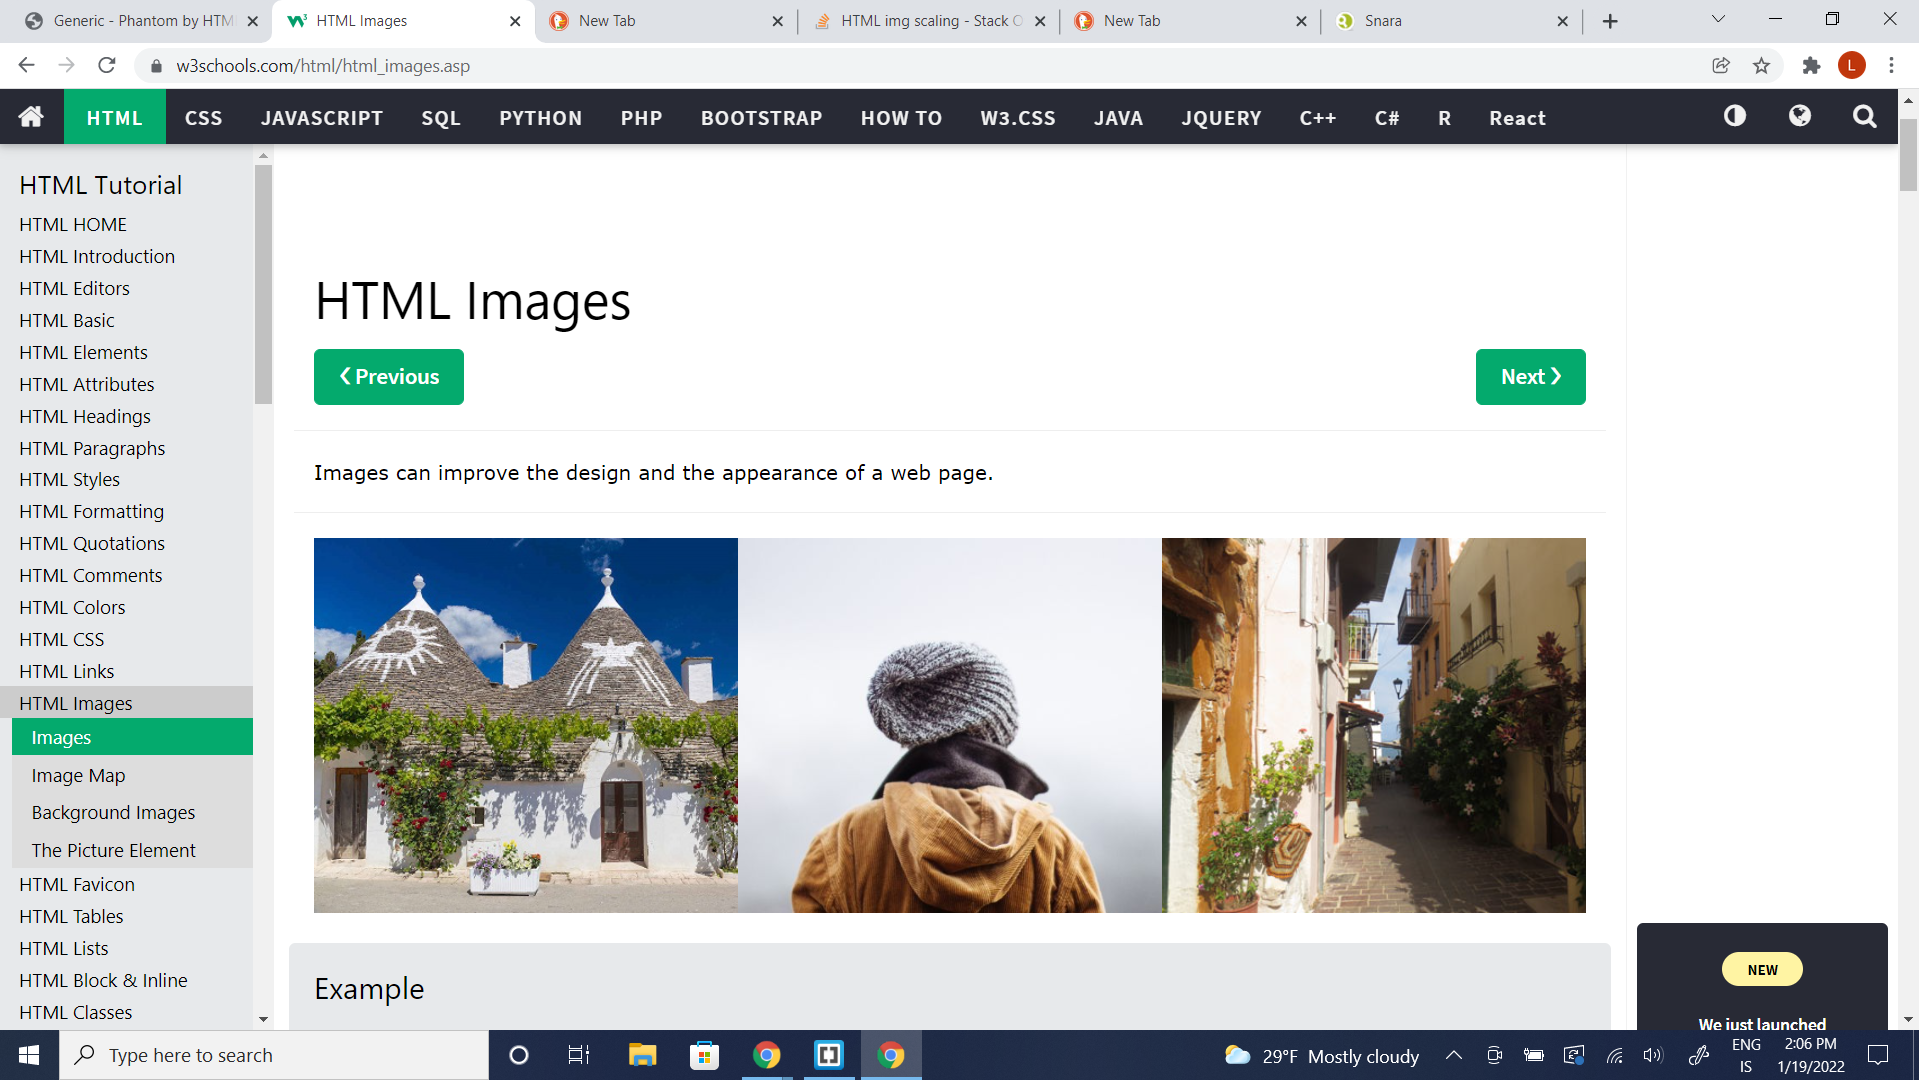 Generic - Phantom by HTM
HTML Images
New Tab
HTML img scaling - Stack O
New Tab
Snara
w3schools.com/html/html_images.asp
L
HTML
CSS
JAVASCRIPT
SQL
PYTHON
PHP
BOOTSTRAP
HOW TO
W3.CSS
JAVA
JQUERY
C++
C#
R
React
HTML Tutorial
HTML HOME
HTML Introduction
HTML Editors
HTML Basic
HTML Elements
HTML Attributes
HTML Headings
HTML Paragraphs
HTML Styles
HTML Formatting
HTML Quotations
HTML Comments
HTML Colors
HTML CSS
HTML Links
HTML Images
Images
Image Map
Background Images
The Picture Element
HTML Favicon
HTML Tables
HTML Lists
HTML Block & Inline
HTML Classes
HTML Images
❮ Previous
Next ❯
Images can improve the design and the appearance of a web page.
Example
NEW
We just launched
Type here to search
29°F Mostly cloudy
ENG
IS
2:06 PM
1/19/2022